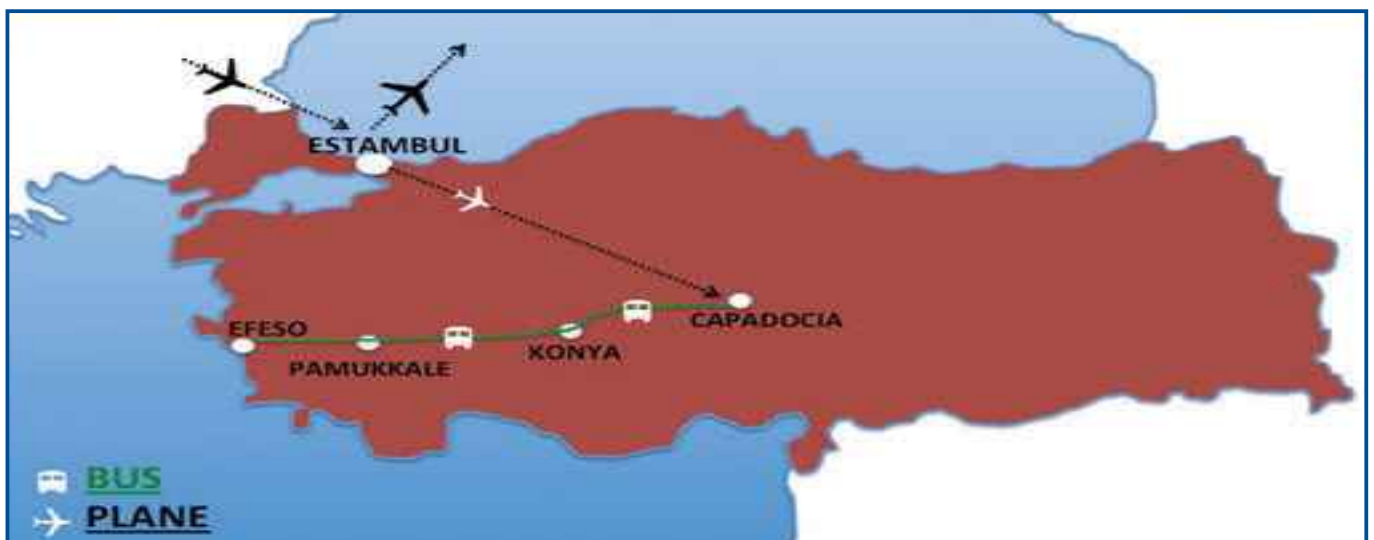 ESTAMBUL
CAPADOCIA
EFESO
KONYA
PAMUKKALE
BUS
PLANE